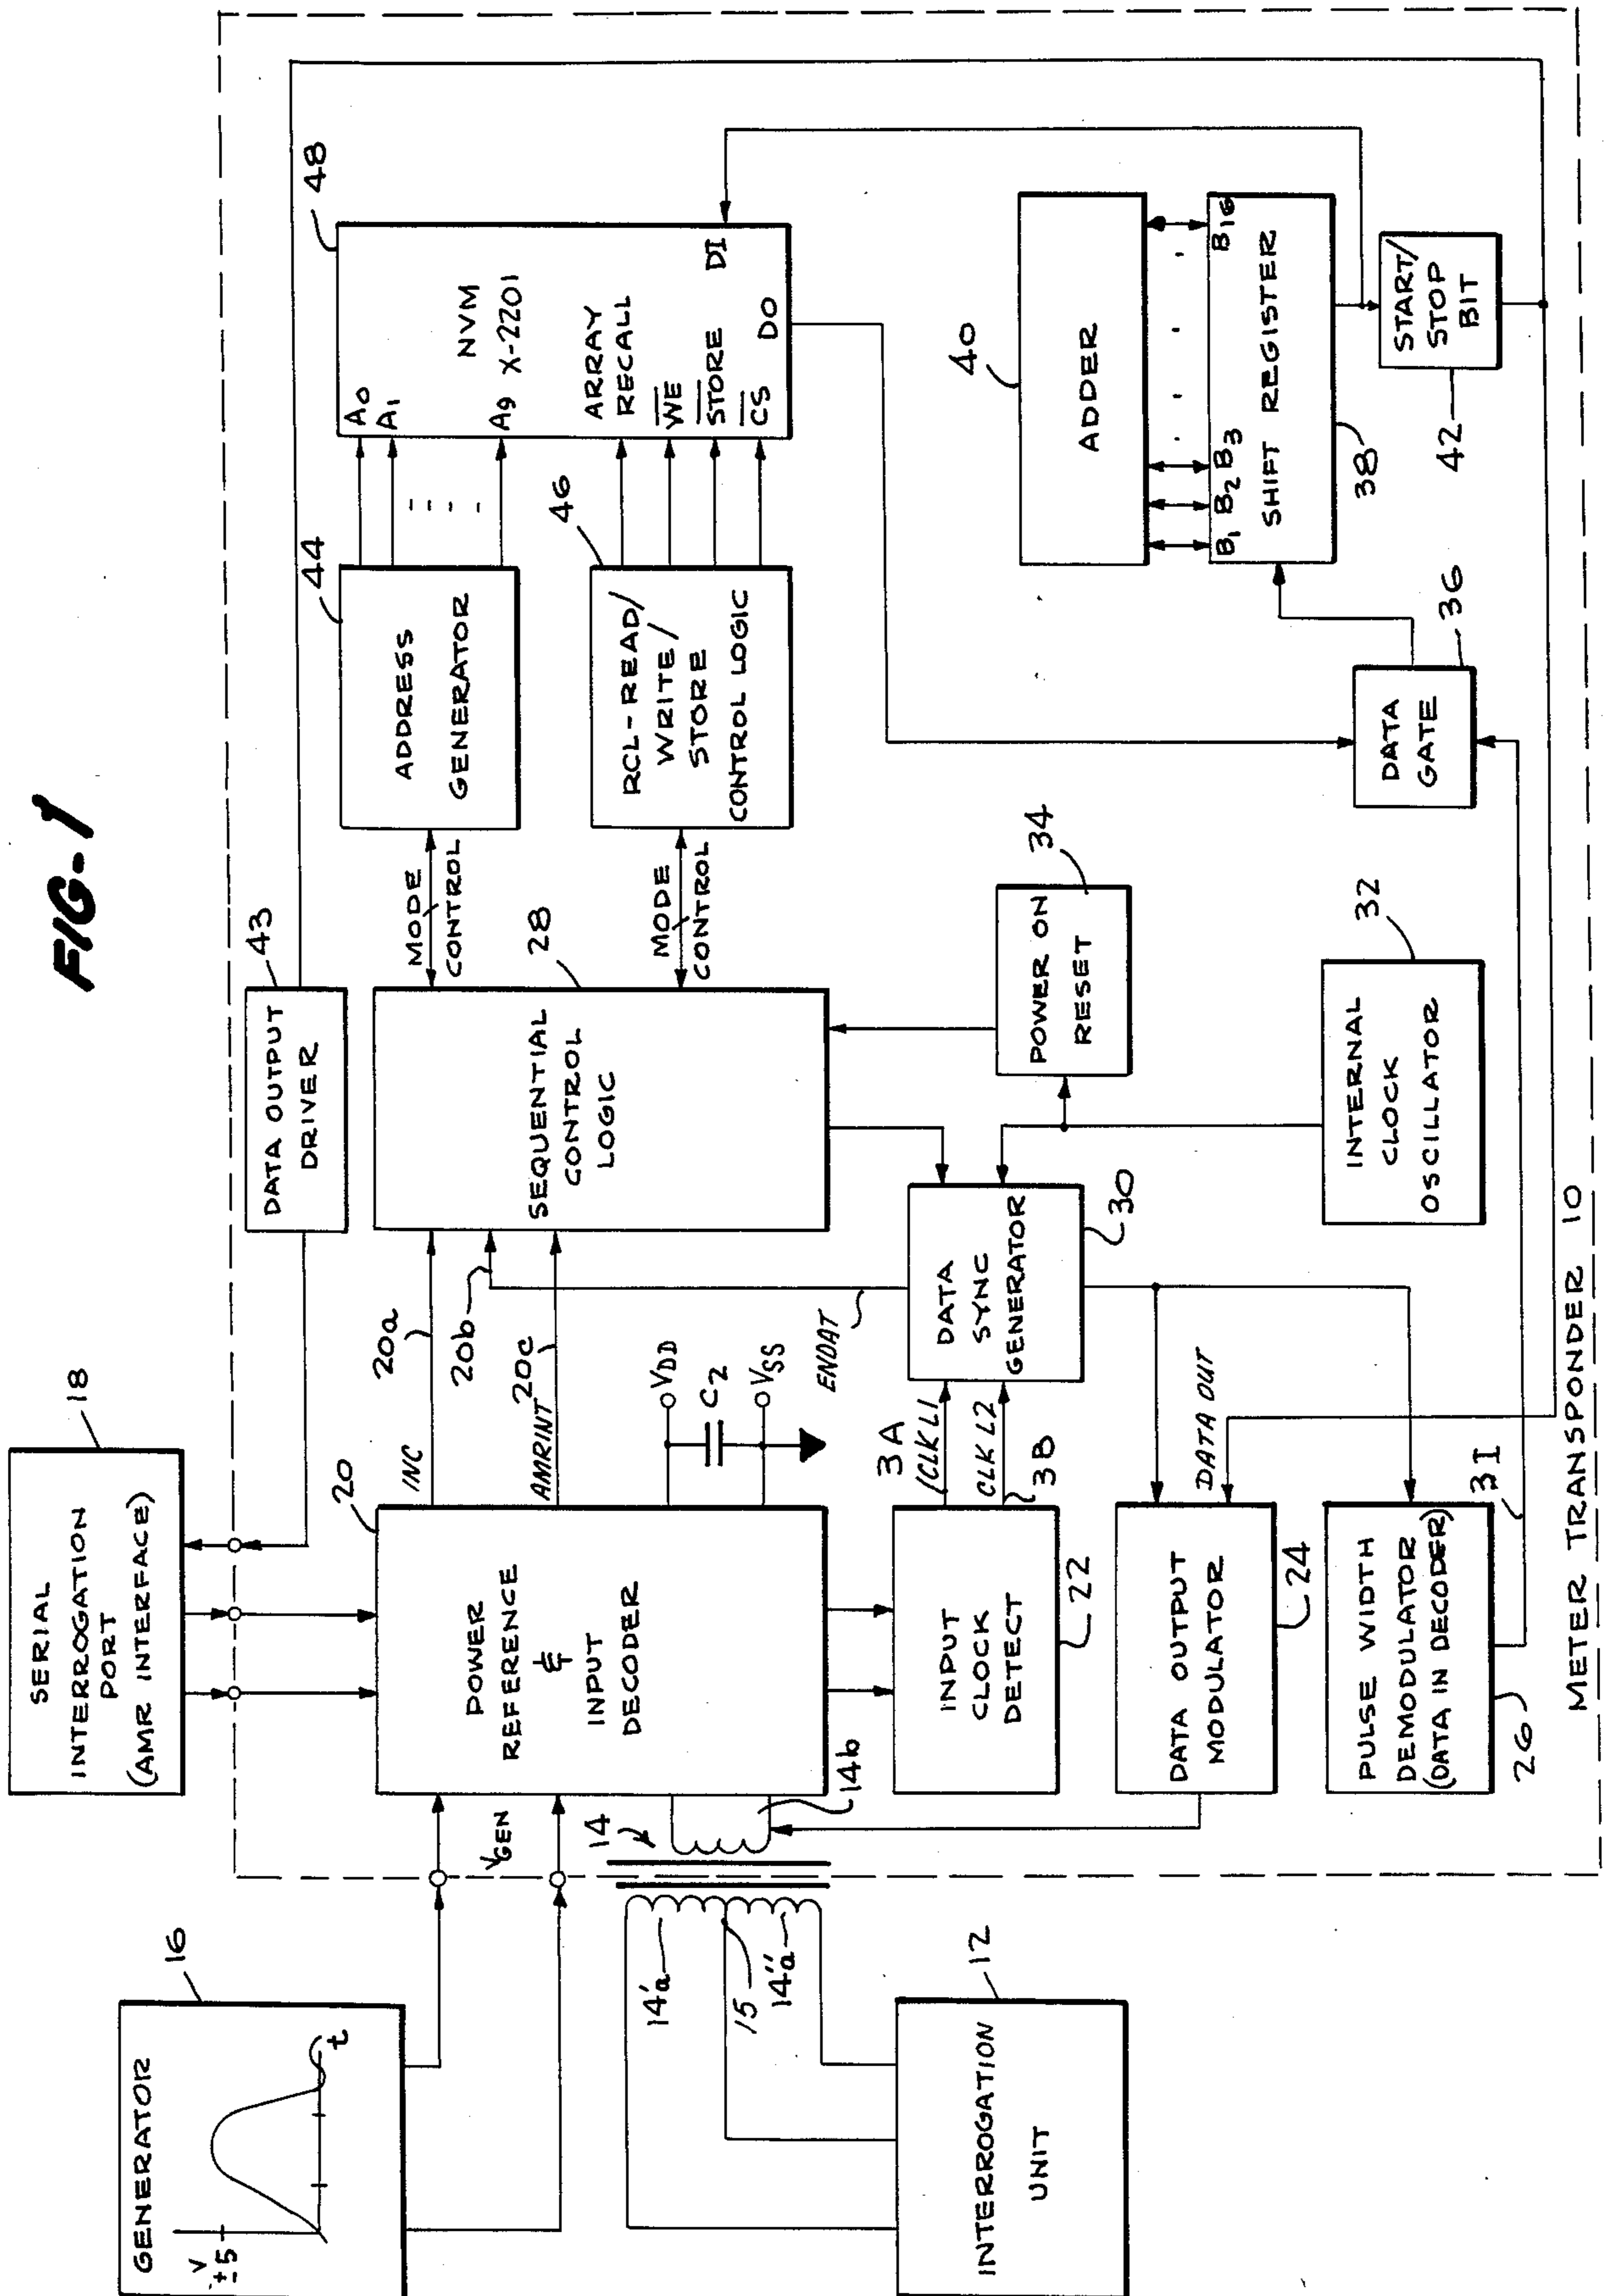 FIG-1
SERIAL
INTERROGATION
PORT
(AMR INTERFACE)
18
GENERATOR
V
±5
t
16
VGEN
POWER
REFERENCE
&
INPUT
DECODER
20
INC
20a
20b
AMRINT
20c
VDD
C2
VSS
ENDAT
14
14b
14'a
15
14"a
INTERROGATION
UNIT
12
INPUT
CLOCK
DETECT
22
3A
CLK L1
CLK L2
3B
DATA OUTPUT
MODULATOR
24
DATA OUT
PULSE WIDTH
DEMODULATOR
(DATA IN DECODER)
26
31
DATA OUTPUT
DRIVER
43
SEQUENTIAL
CONTROL
LOGIC
28
DATA
SYNC
GENERATOR
30
POWER ON
RESET
34
INTERNAL
CLOCK
OSCILLATOR
32
MODE
CONTROL
MODE
CONTROL
ADDRESS
GENERATOR
44
RCL-READ/
WRITE/
STORE
CONTROL LOGIC
46
A0
A1
A9
NVM
X-2201
ARRAY
RECALL
WE
STORE
CS
DI
DO
48
ADDER
40
B1 B2 B3 B16
SHIFT REGISTER
38
DATA
GATE
36
START/
STOP
BIT
42
METER TRANSPONDER 10